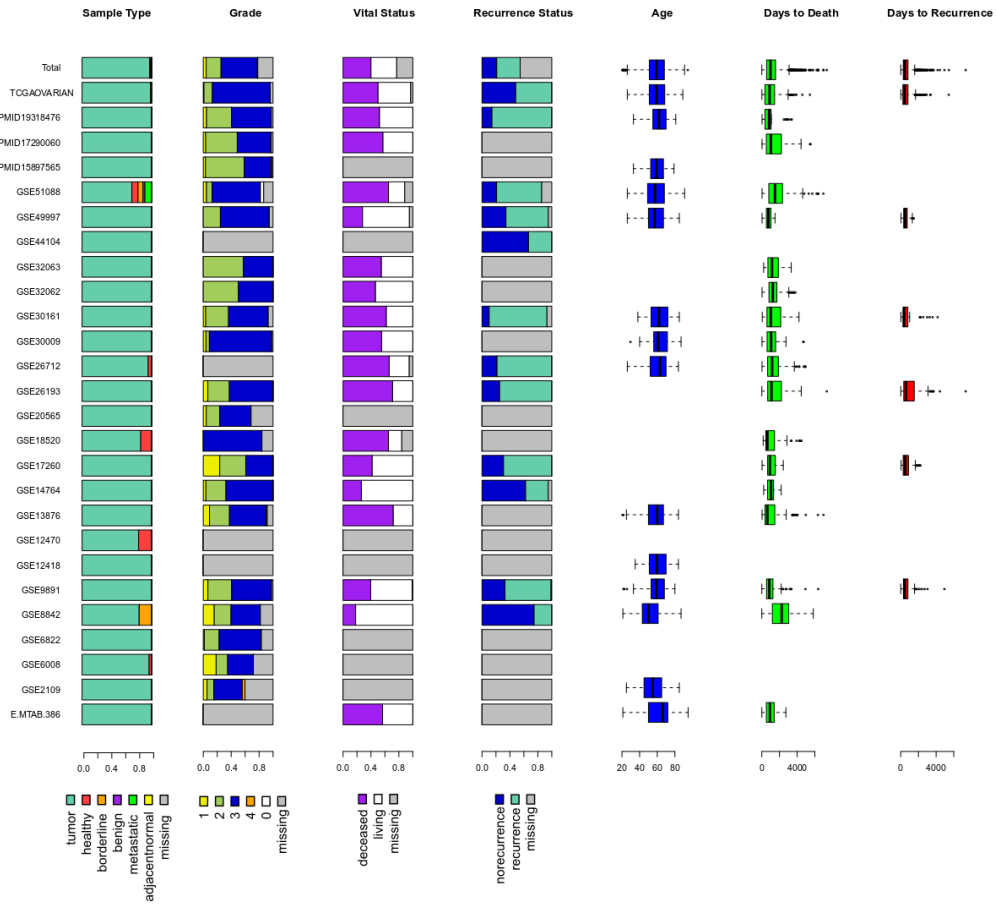 Sample Type Grade Vital Status Recurrence Status Age Days to Death Days to Recurrence
Total
TCGAOVARIAN
PMID19318476
PMID17290060
PMID15897565
GSE51088
GSE49997
GSE44104
GSE32063
GSE32062
GSE30161
GSE30009
GSE26712
GSE26193
GSE20565
GSE18520
GSE17260
GSE14764
GSE13876
GSE12470
GSE12418
GSE9891
GSE8842
GSE6822
GSE6008
GSE2109
E.MTAB.386
0.0 0.4 0.8 0.0 0.4 0.8 0.0 0.4 0.8 0.0 0.4 0.8 20 40 60 80 0 4000 0 4000
tumor
healthy
borderline
benign
metastatic
adjacentnormal
missing
1
2
3
4
0
missing
deceased
living
missing
norecurrence
recurrence
missing